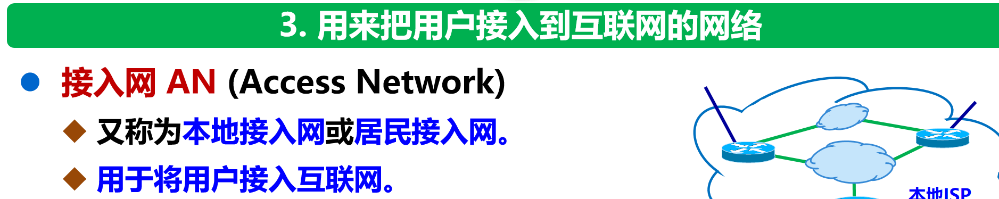 3. 用来把用户接入到互联网的网络
接入网 AN (Access Network)
又称为本地接入网或居民接入网。
用于将用户接入互联网。
本地ISP